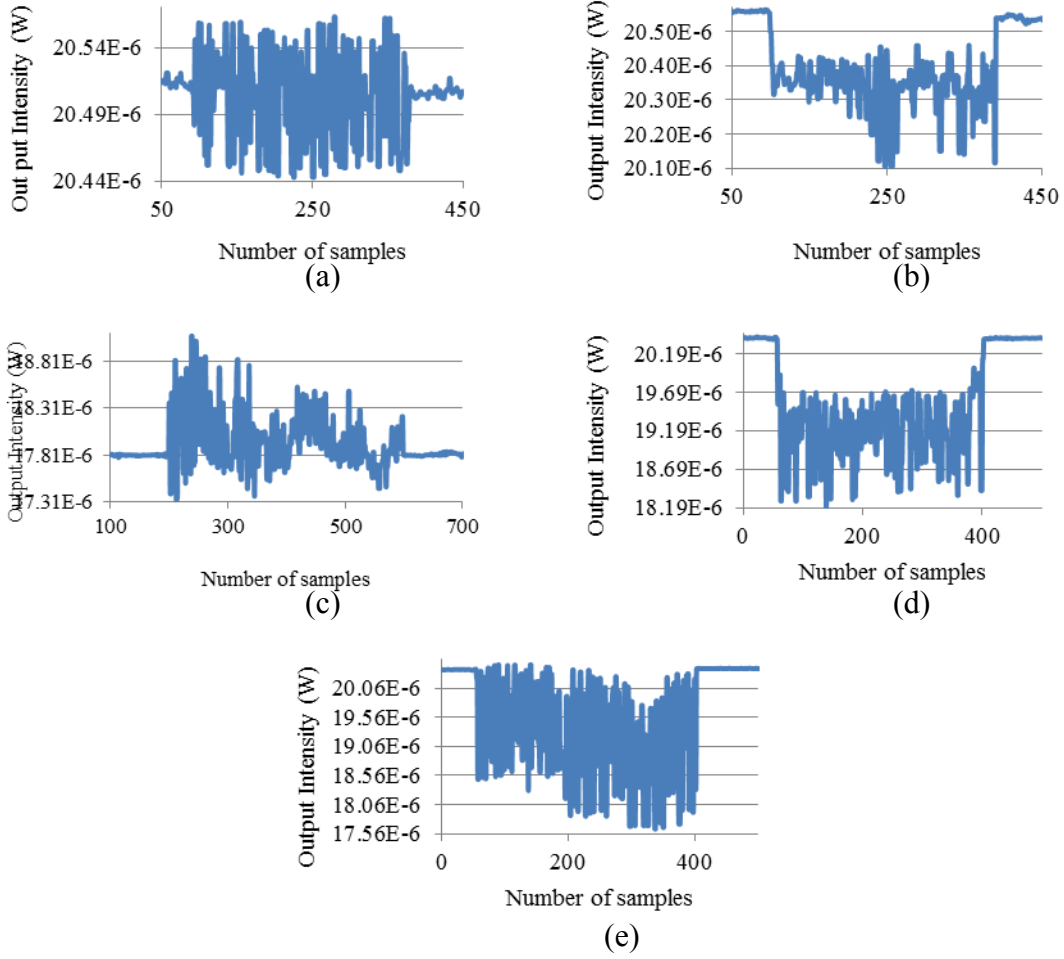 Out put Intensity (W)
20.54E-6
20.49E-6
20.44E-6
50 250 450
Number of samples
(a)
Output Intensity (W)
20.50E-6
20.40E-6
20.30E-6
20.20E-6
20.10E-6
50 250 450
Number of samples
(b)
Output Intensity (W)
18.81E-6
18.31E-6
17.81E-6
17.31E-6
100 300 500 700
Number of samples
(c)
Output Intensity (W)
20.19E-6
19.69E-6
19.19E-6
18.69E-6
18.19E-6
0 200 400
Number of samples
(d)
Output Intensity (W)
20.06E-6
19.56E-6
19.06E-6
18.56E-6
18.06E-6
17.56E-6
0 200 400
Number of samples
(e)